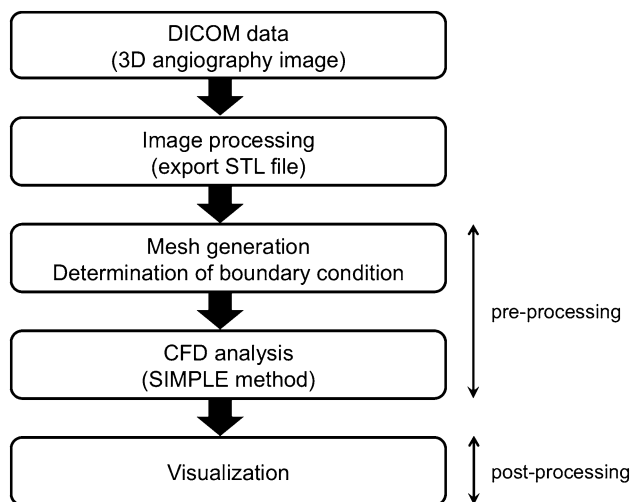 DICOM data
(3D angiography image)
Image processing
(export STL file)
Mesh generation
Determination of boundary condition
pre-processing
CFD analysis
(SIMPLE method)
Visualization
post-processing